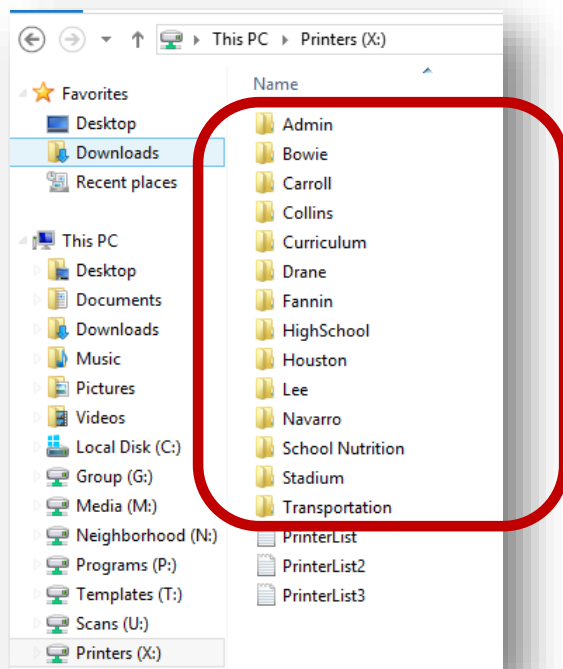 This PC Printers (X:)
Favorites
Desktop
Downloads
Recent places
This PC
Desktop
Documents
Downloads
Music
Pictures
Videos
Local Disk (C:)
Group (G:)
Media (M:)
Neighborhood (N:)
Programs (P:)
Templates (T:)
Scans (U:)
Printers (X:)
Name
Admin
Bowie
Carroll
Collins
Curriculum
Drane
Fannin
HighSchool
Houston
Lee
Navarro
School Nutrition
Stadium
Transportation
PrinterList
PrinterList2
PrinterList3